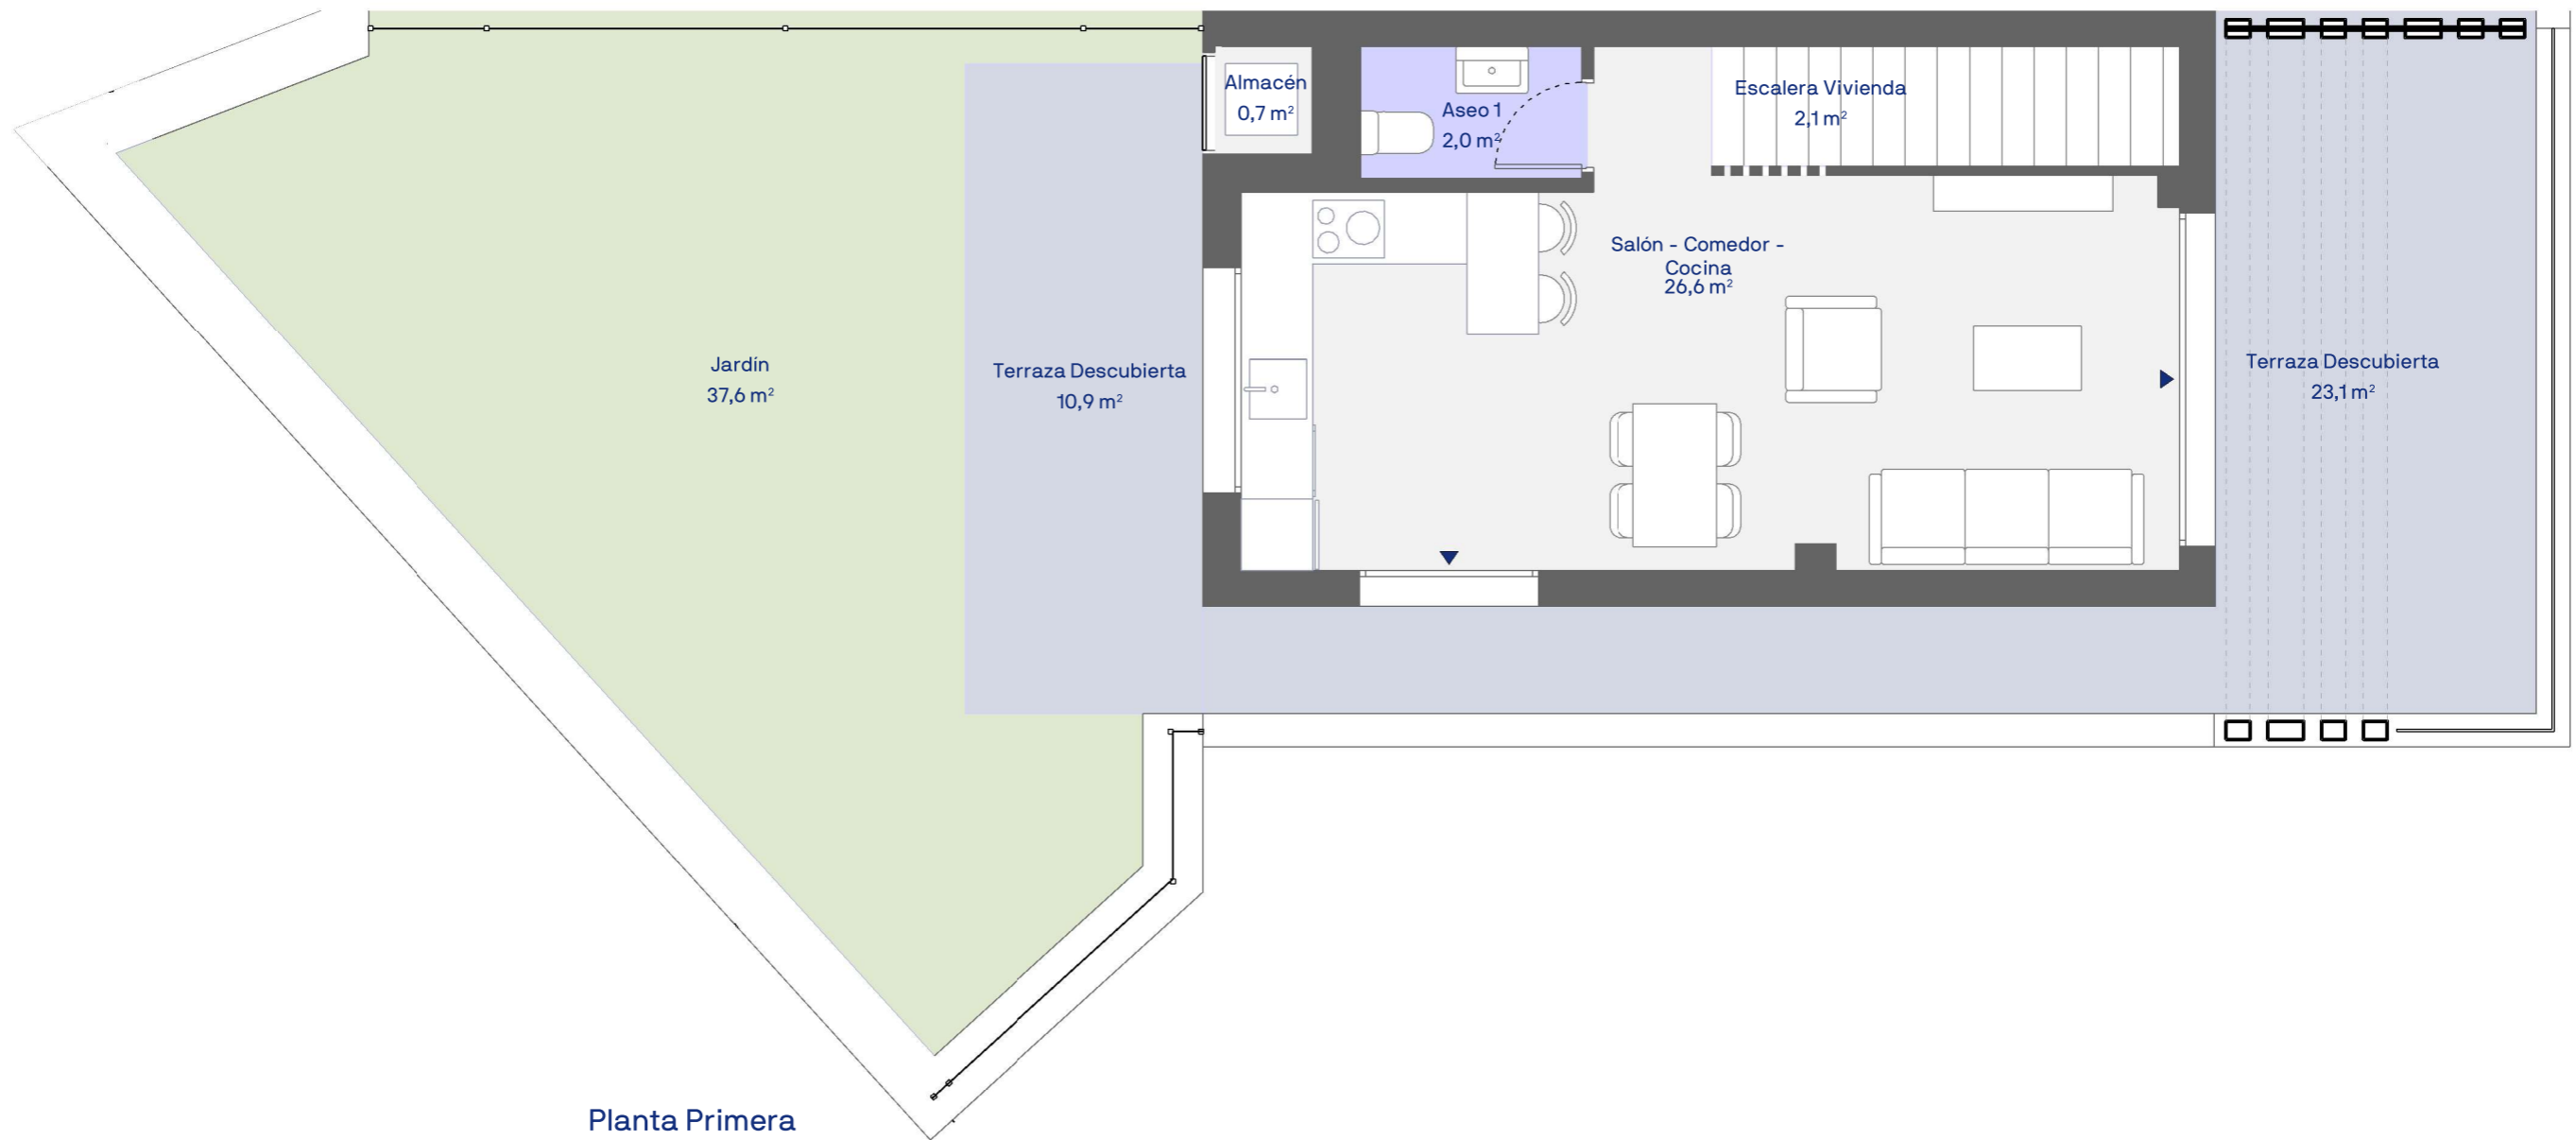 Almacén
0,7 m²
Aseo 1
2,0 m²
Escalera Vivienda
2,1 m²
Salón - Comedor -
Cocina
26,6 m²
Jardín
37,6 m²
Terraza Descubierta
10,9 m²
Terraza Descubierta
23,1 m²
Planta Primera